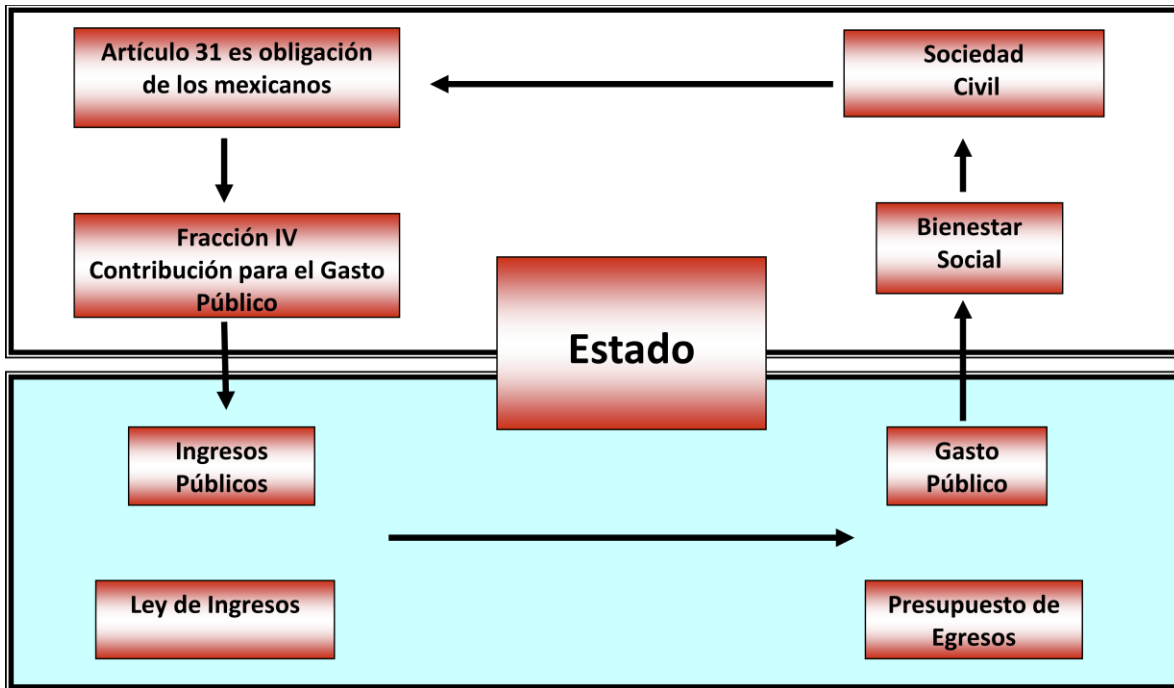 Artículo 31 es obligación
de los mexicanos
Sociedad
Civil
Fracción IV
Contribución para el Gasto
Público
Bienestar
Social
Estado
Ingresos
Públicos
Gasto
Público
Ley de Ingresos
Presupuesto de
Egresos